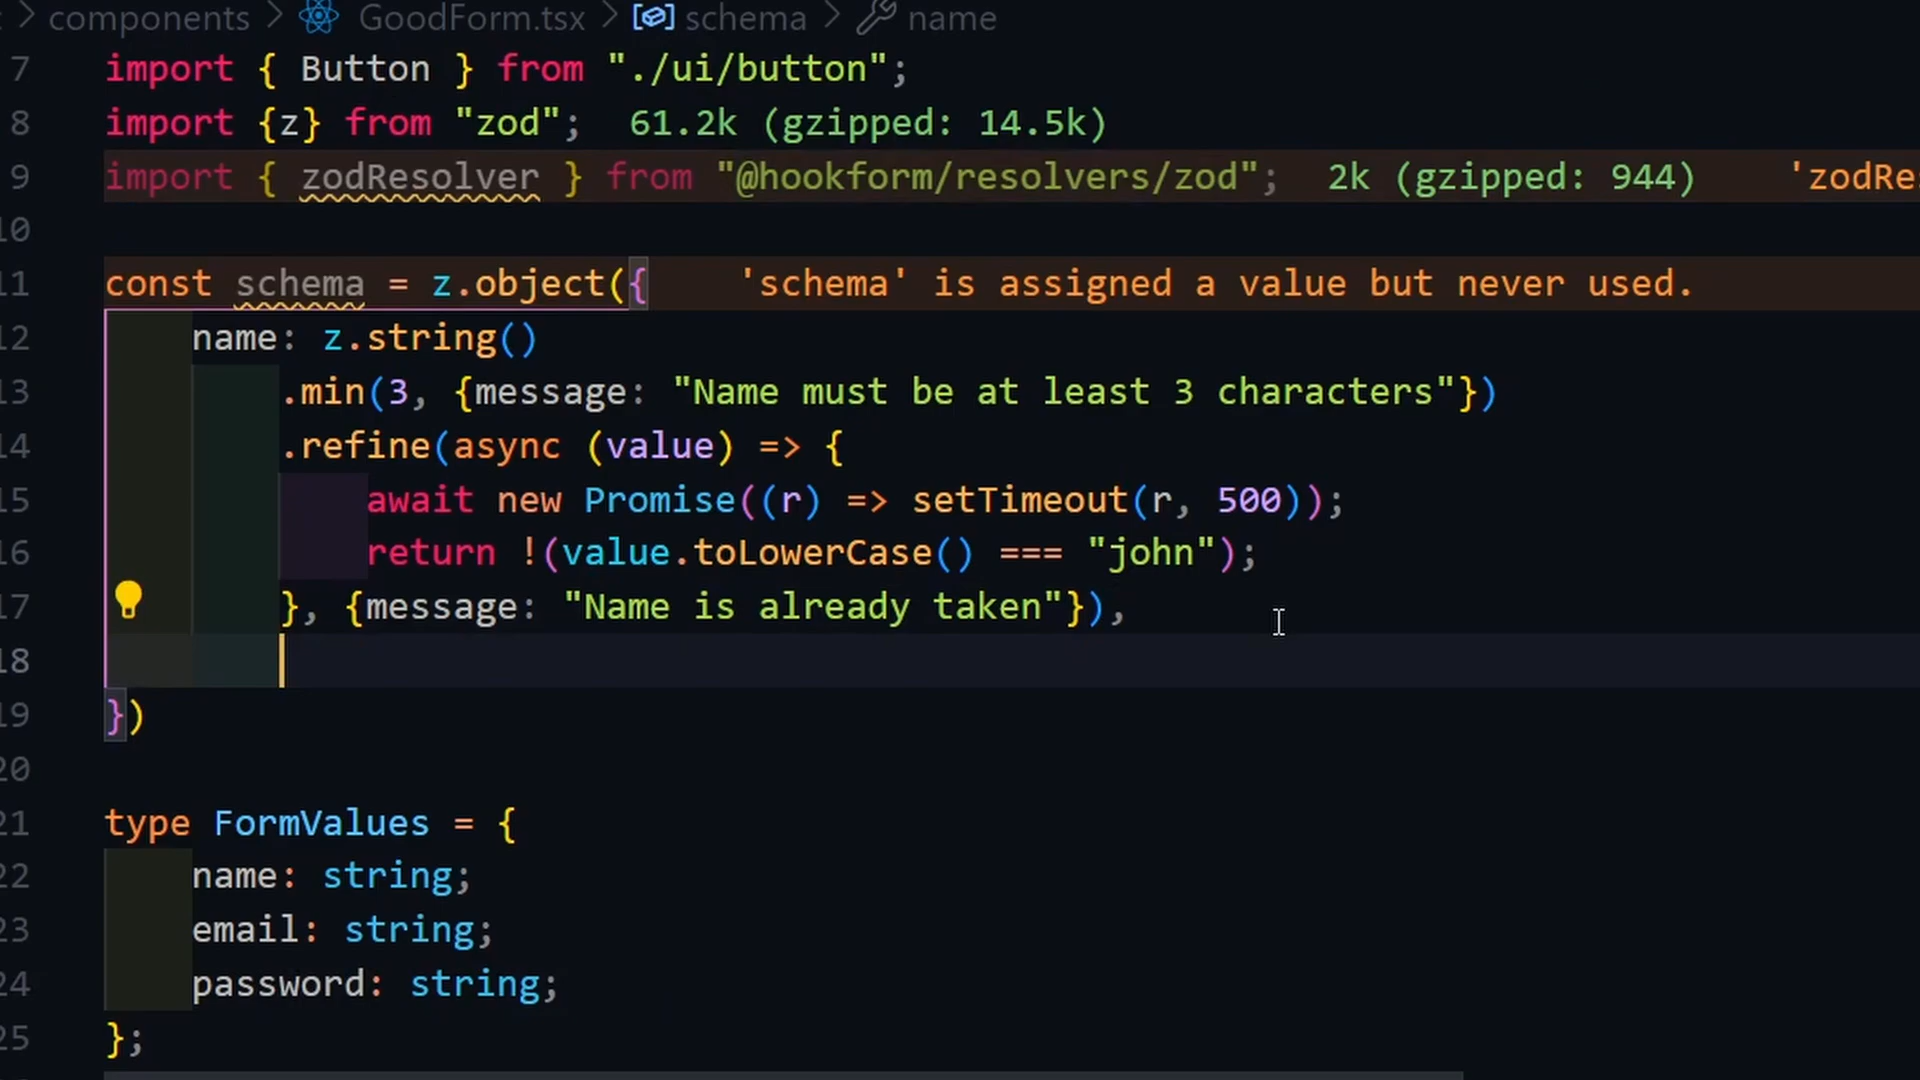 > components > GoodForm.tsx > schema > name
7 import { Button } from "./ui/button";
8 import {z} from "zod"; 61.2k (gzipped: 14.5k)
9 import { zodResolver } from "@hookform/resolvers/zod"; 2k (gzipped: 944) 'zodRe
10
11 const schema = z.object({ 'schema' is assigned a value but never used.
12 name: z.string()
13 .min(3, {message: "Name must be at least 3 characters"})
14 .refine(async (value) => {
15 await new Promise((r) => setTimeout(r, 500));
16 return !(value.toLowerCase() === "john");
17 }, {message: "Name is already taken"}),
18
19 })
20
21 type FormValues = {
22 name: string;
23 email: string;
24 password: string;
25 };